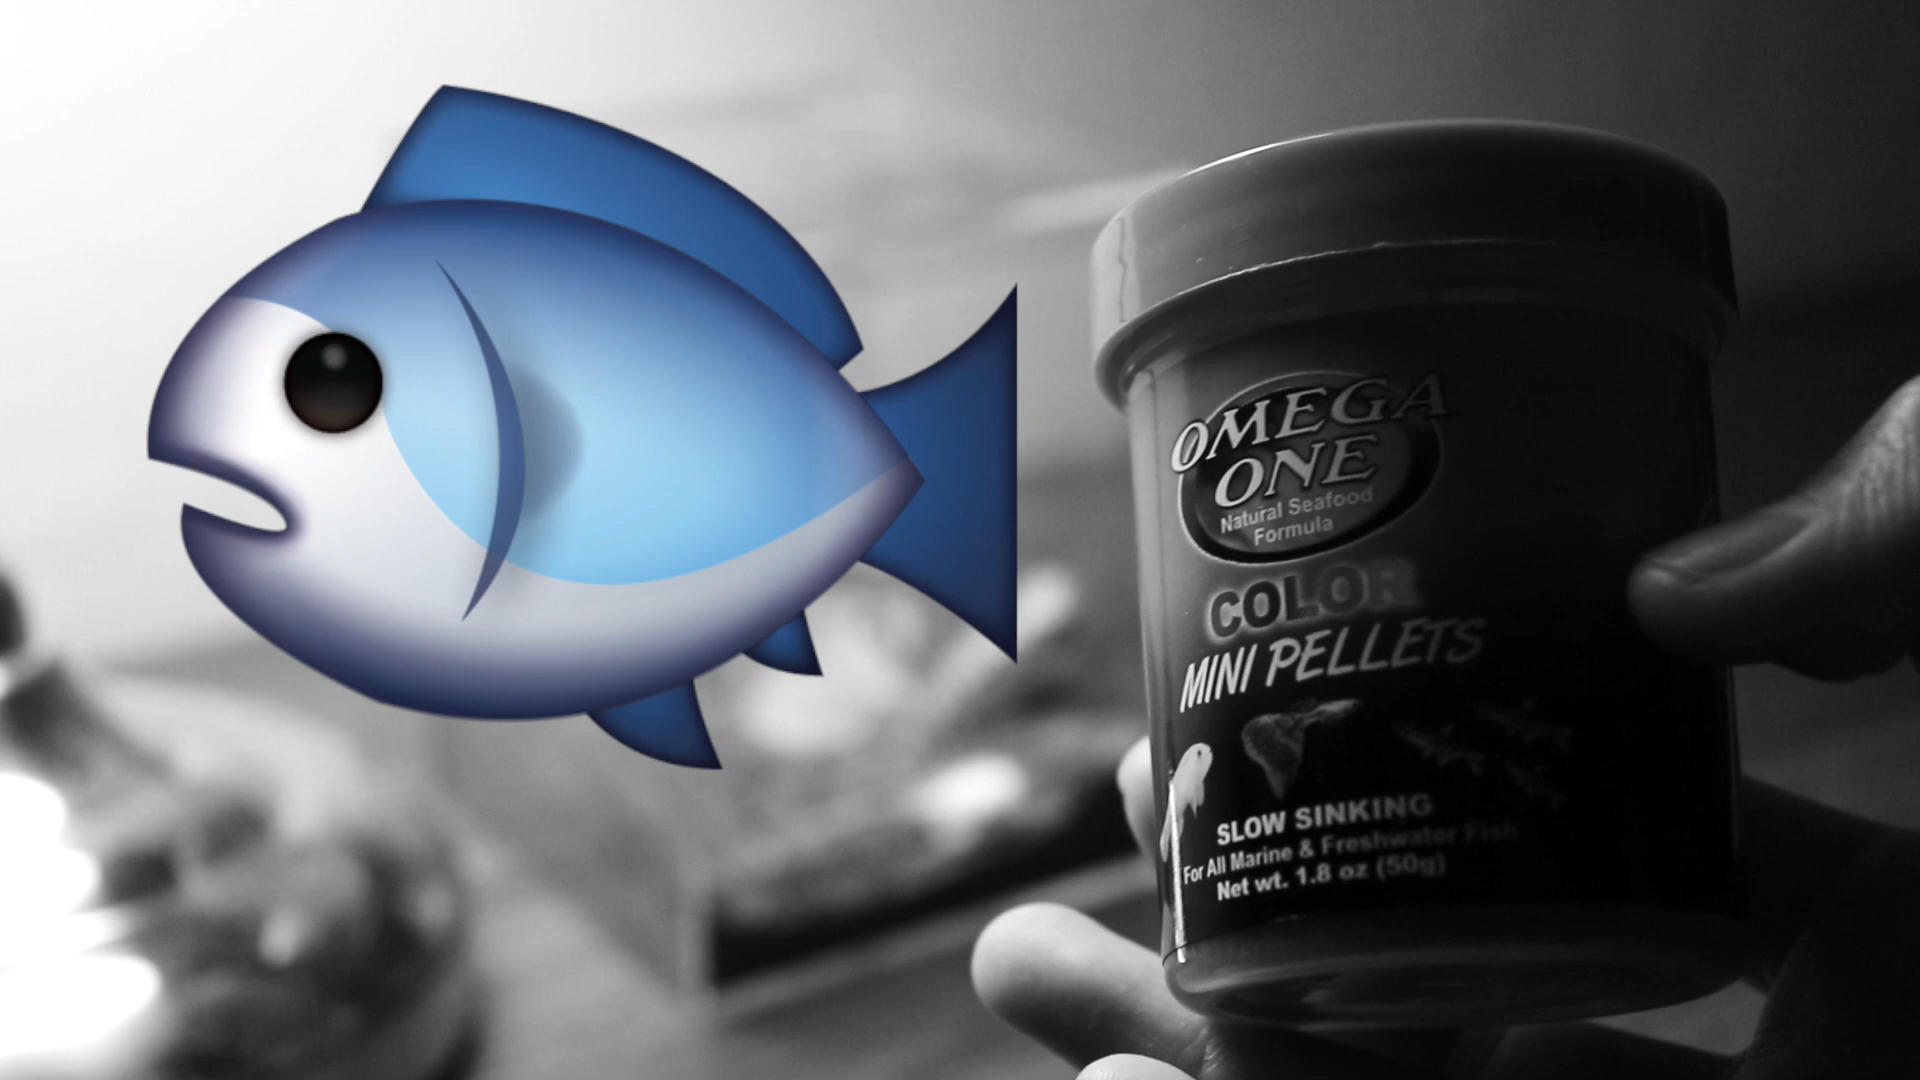 OMEGA
ONE
Natural Seafood
Formula
COLOR
MINI PELLETS
SLOW SINKING
For All Marine & Freshwater Fish
Net wt. 1.8 oz (50g)